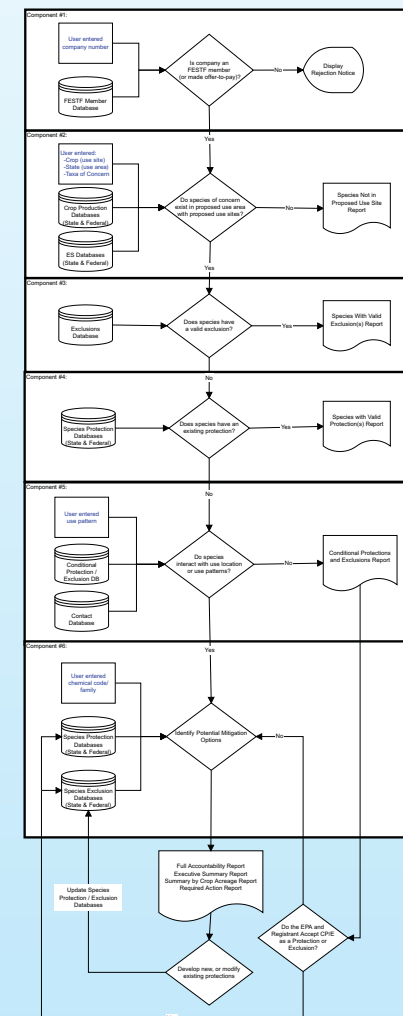 Component #1:
User entered
company number
FESTF Member
Database
Is company an
FESTF member
(or made offer-to-pay)?
No
Display
Rejection Notice
Yes
Component #2:
User entered:
-Crop (use site)
-State (use area)
-Taxa of Concern
Crop Production
Databases
(State & Federal)
ES Databases
(State & Federal)
Do species of concern
exist in proposed use area
with proposed use sites?
No
Species Not in
Proposed Use Site
Report
Yes
Component #3:
Exclusions
Database
Does species have
a valid exclusion?
Yes
Species With Valid
Exclusion(s) Report
No
Component #4:
Species Protection
Databases
(State & Federal)
Does species have an
existing protection?
Yes
Species with Valid
Protection(s) Report
No
Component #5:
User entered
use pattern
Conditional
Protection /
Exclusion DB
Contact
Database
Do species
interact with use location
or use patterns?
No
Conditional Protections
and Exclusions Report
Yes
Component #6:
User entered
chemical code/
family
Species Protection
Databases
(State & Federal)
Species Exclusion
Databases
(State & Federal)
Identify Potential Mitigation
Options
No
Full Accountability Report
Executive Summary Report
Summary by Crop Acreage Report
Required Action Report
Update Species
Protection / Exclusion
Databases
Develop new, or modify
existing protections
Do the EPA and
Registrant Accept CP/E
as a Protection or
Exclusion?